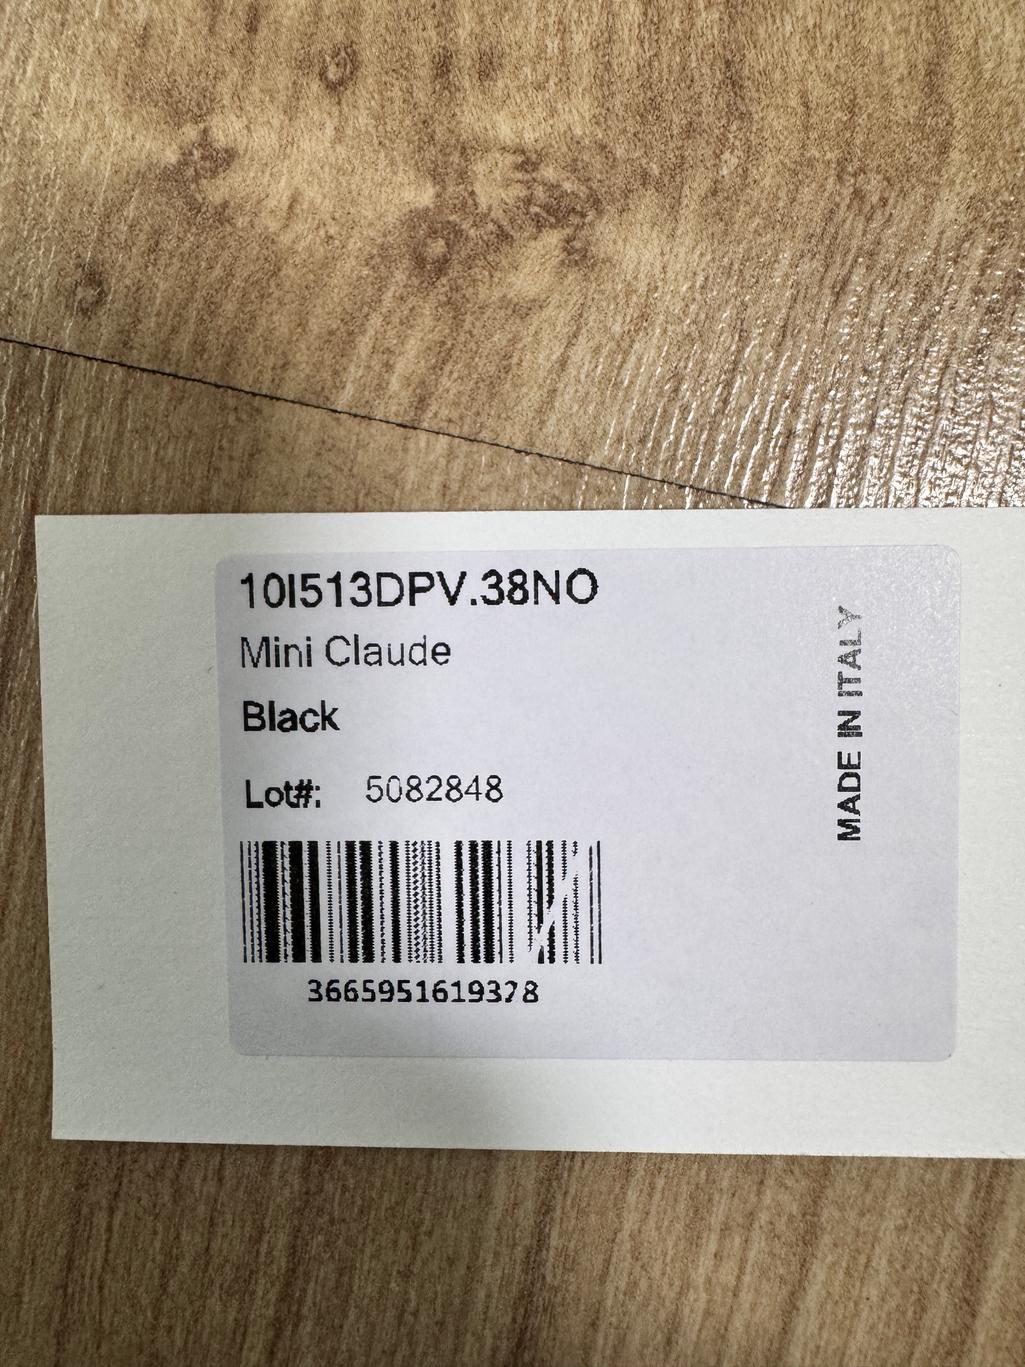 10I513DPV.38NO
Mini Claude
Black
Lot#: 5082848
3665951619378
MADE IN ITALY